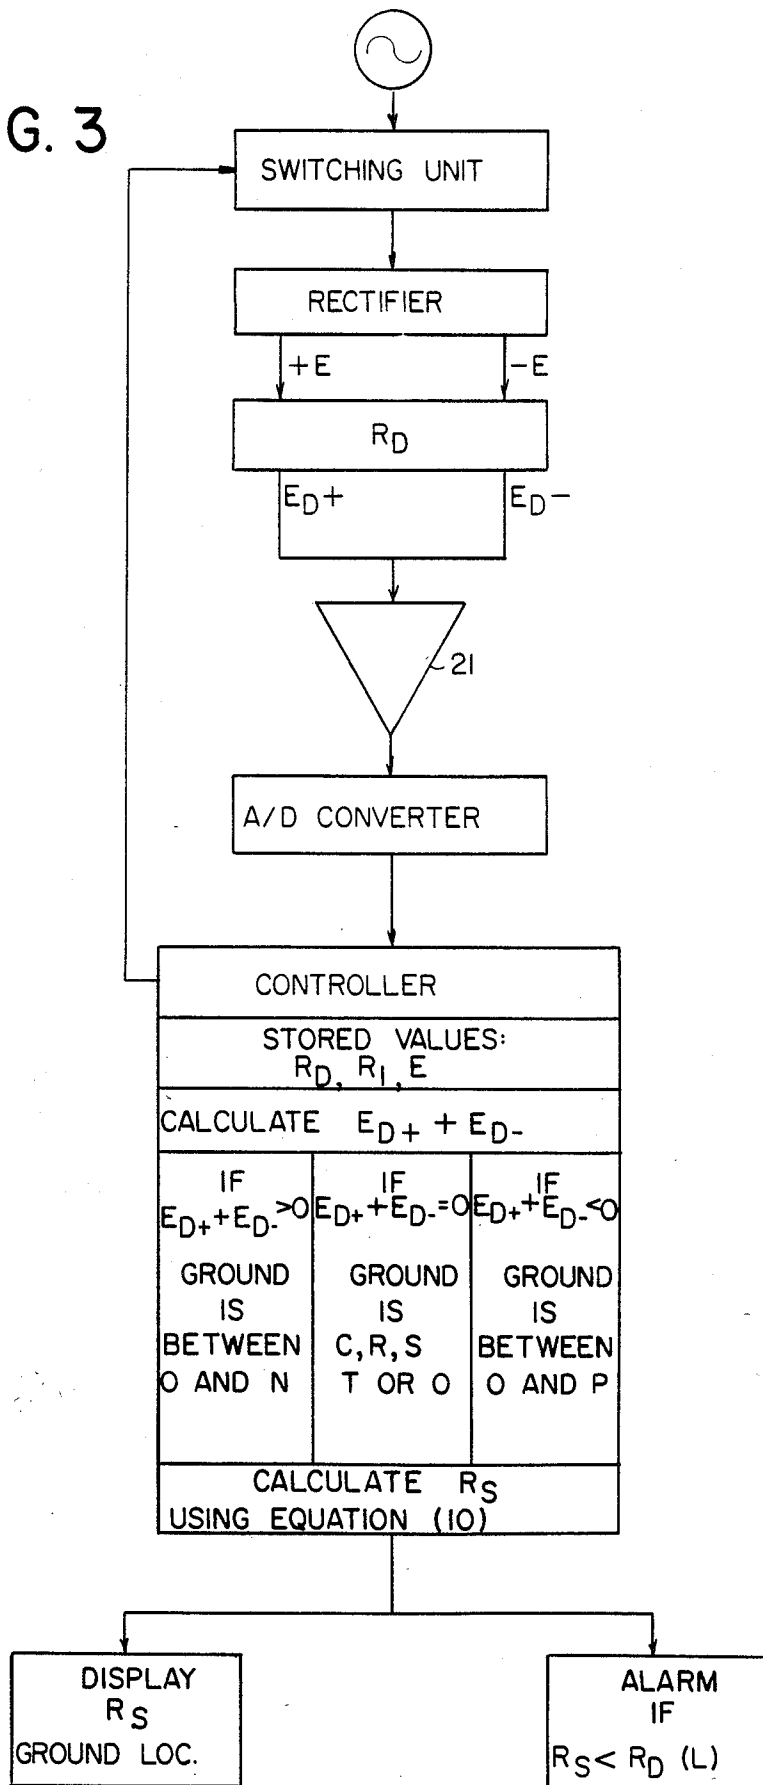 G. 3
SWITCHING UNIT
RECTIFIER
+E
-E
RD
ED+
ED-
21
A/D CONVERTER
CONTROLLER
STORED VALUES:
RD, R1, E
CALCULATE ED+ + ED-
IF
ED+ + ED- >0
GROUND
IS
BETWEEN
O AND N
IF
ED+ + ED- =0
GROUND
IS
C, R, S
T OR O
IF
ED+ + ED- <0
GROUND
IS
BETWEEN
O AND P
CALCULATE RS
USING EQUATION (10)
DISPLAY
RS
GROUND LOC.
ALARM
IF
RS < RD (L)